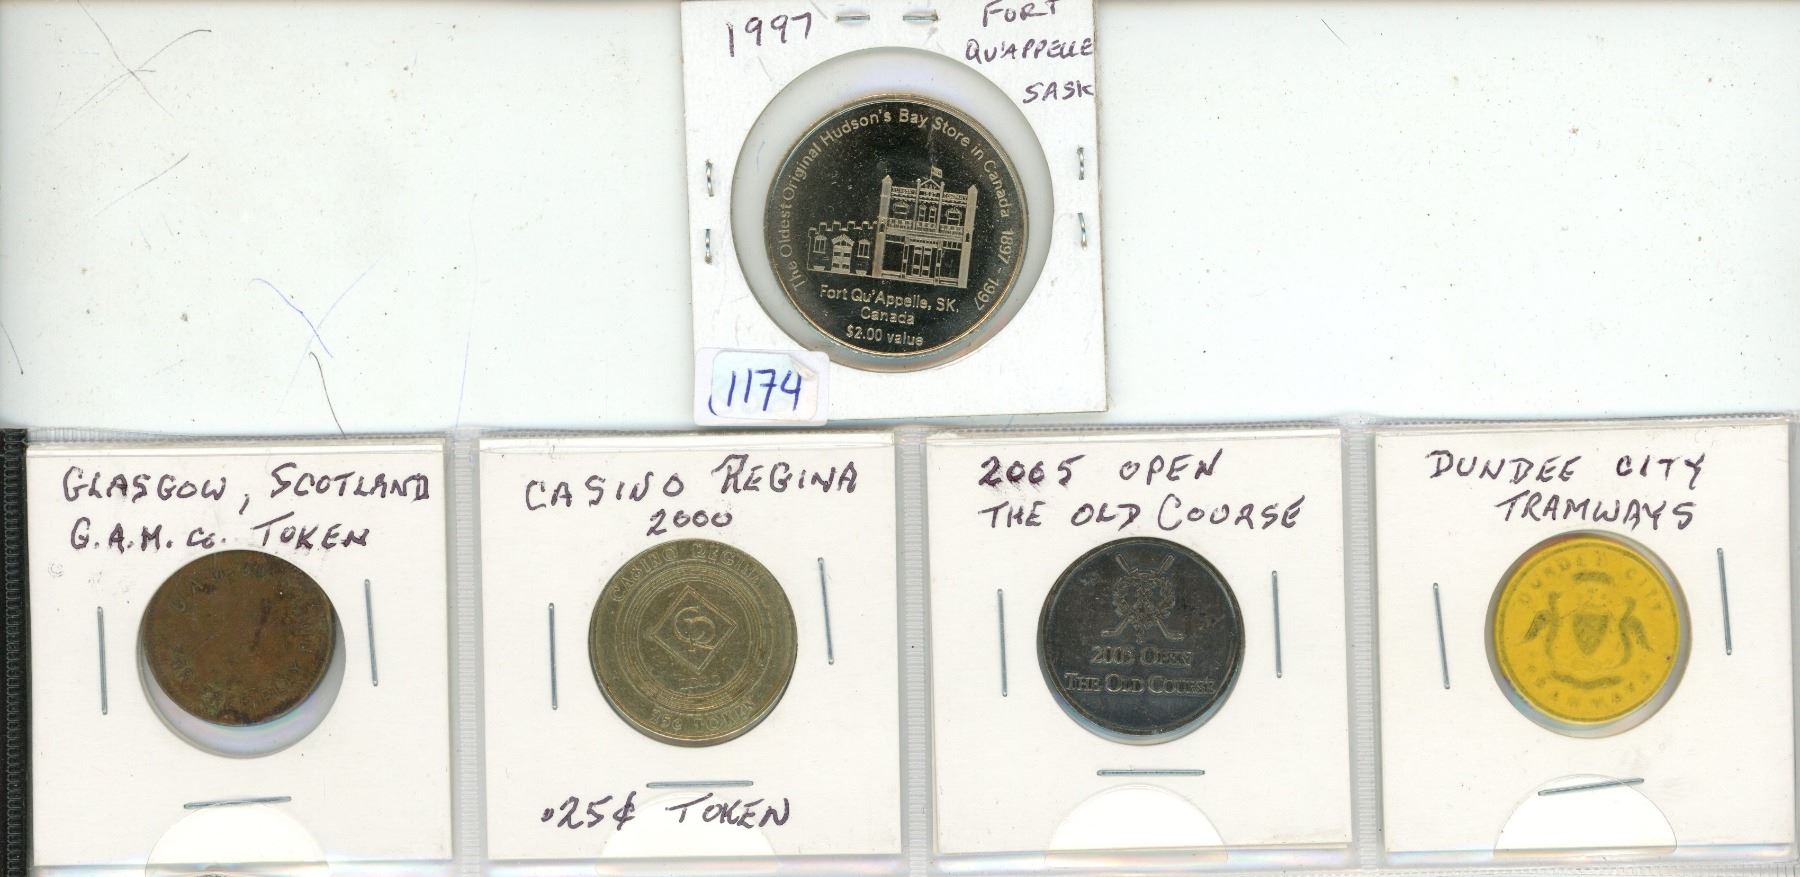 1997
FORT
QU'APPELLE
SASK
The Oldest Original Hudson's Bay Store in Canada 1897 - 1997
Fort Qu'Appelle, SK,
Canada
$2.00 value
1174
GLASGOW, SCOTLAND
G.A.M. Co. TOKEN
CASINO REGINA
2000
CASINO REGINA
2000
25¢ TOKEN
.25¢ TOKEN
2005 OPEN
THE OLD COURSE
2005 OPEN
THE OLD COURSE
DUNDEE CITY
TRAMWAYS
DUNDEE CITY
TRAMWAYS